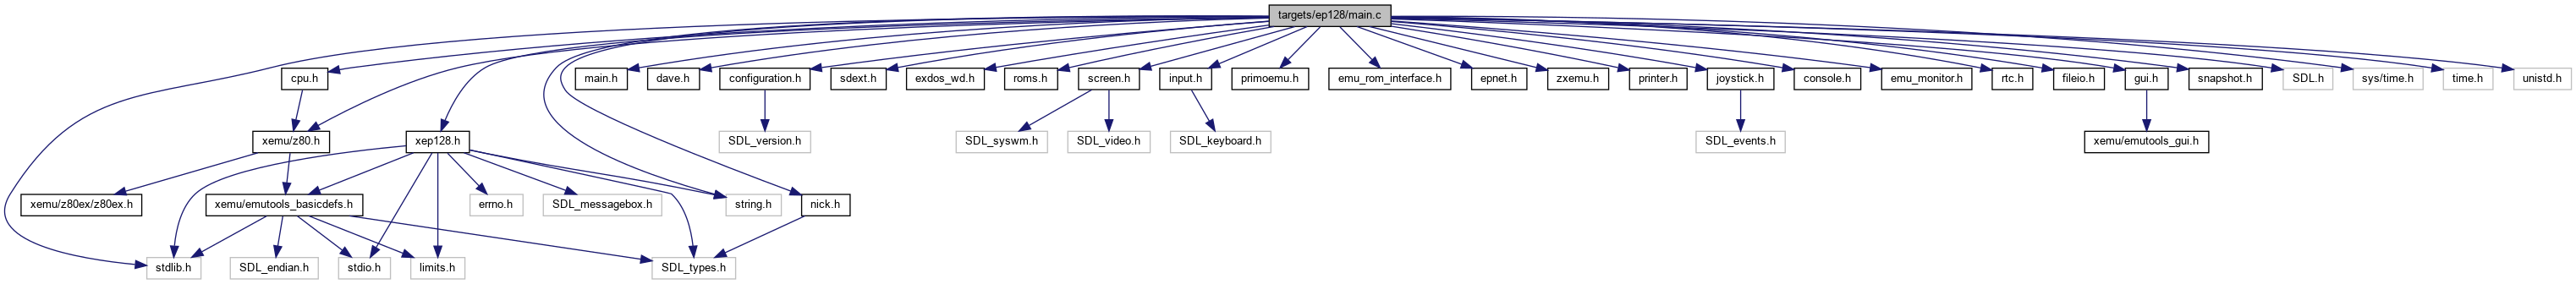 targets/ep128/main.c
cpu.h
main.h
dave.h
configuration.h
sdext.h
exdos_wd.h
roms.h
screen.h
input.h
primoemu.h
emu_rom_interface.h
epnet.h
zxemu.h
printer.h
joystick.h
console.h
emu_monitor.h
rtc.h
fileio.h
gui.h
snapshot.h
SDL.h
sys/time.h
time.h
unistd.h
xemu/z80.h
xep128.h
SDL_version.h
SDL_syswm.h
SDL_video.h
SDL_keyboard.h
SDL_events.h
xemu/emutools_gui.h
xemu/z80ex/z80ex.h
xemu/emutools_basicdefs.h
errno.h
SDL_messagebox.h
string.h
nick.h
stdlib.h
SDL_endian.h
stdio.h
limits.h
SDL_types.h